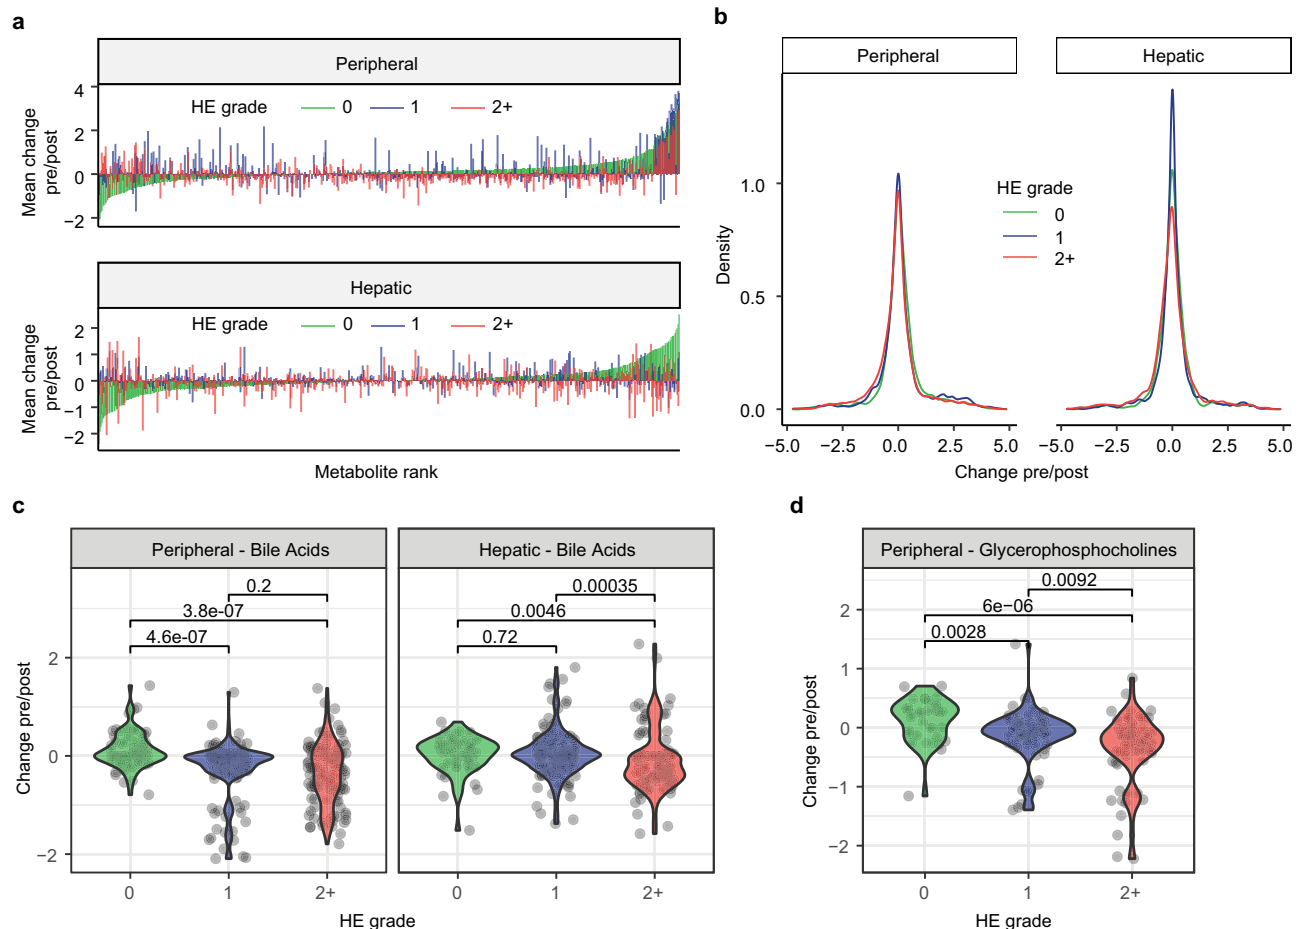 a
Peripheral
HE grade 0 1 2+
Mean change
pre/post
4
2
0
−2
Hepatic
HE grade 0 1 2+
Mean change
pre/post
2
1
0
−1
−2
Metabolite rank
b
Peripheral
Hepatic
HE grade
0
1
2+
Density
1.0
0.5
0.0
−5.0 −2.5 0.0 2.5 5.0
−5.0 −2.5 0.0 2.5 5.0
Change pre/post
c
Peripheral - Bile Acids
Hepatic - Bile Acids
0.2
3.8e-07
4.6e-07
0.00035
0.0046
0.72
Change pre/post
2
0
−2
0 1 2+
0 1 2+
HE grade
d
Peripheral - Glycerophosphocholines
0.0092
6e−06
0.0028
Change pre/post
2
1
0
−1
−2
0 1 2+
HE grade